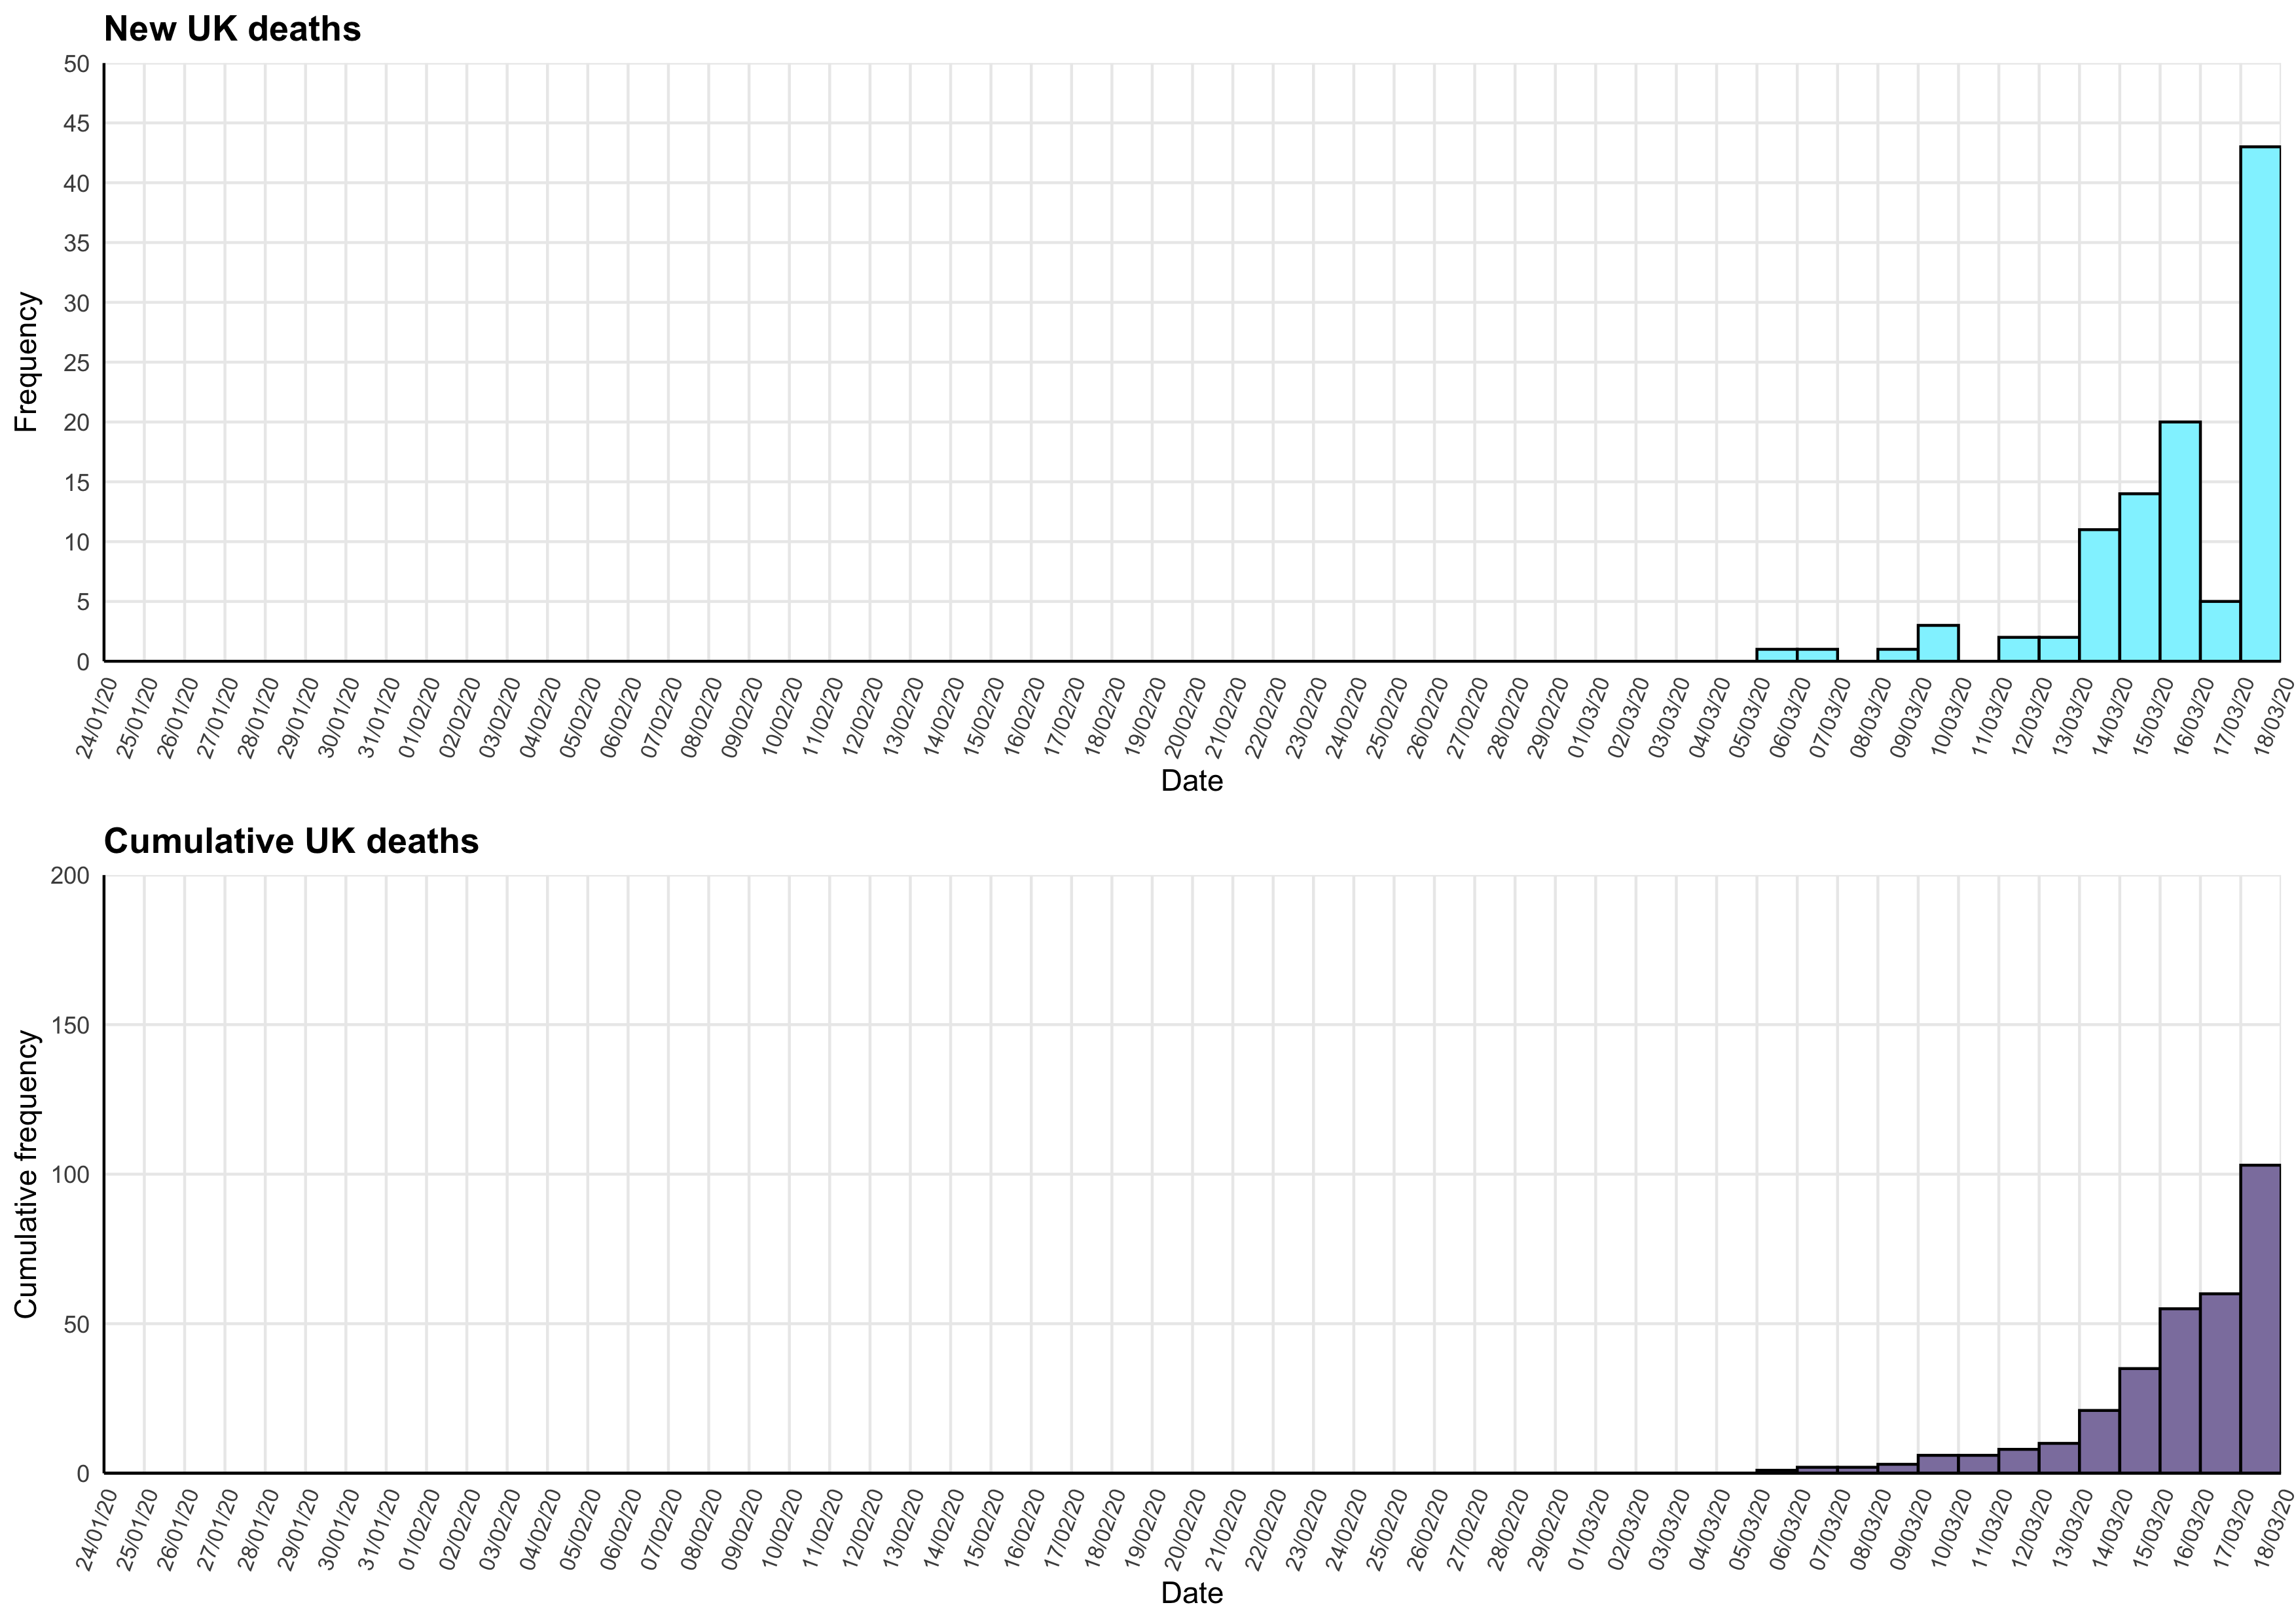 New UK deaths
50
45
40
35
30
25
20
15
10
5
0
Frequency
24/01/20 25/01/20 26/01/20 27/01/20 28/01/20 29/01/20 30/01/20 31/01/20 01/02/20 02/02/20 03/02/20 04/02/20 05/02/20 06/02/20 07/02/20 08/02/20 09/02/20 10/02/20 11/02/20 12/02/20 13/02/20 14/02/20 15/02/20 16/02/20 17/02/20 18/02/20 19/02/20 20/02/20 21/02/20 22/02/20 23/02/20 24/02/20 25/02/20 26/02/20 27/02/20 28/02/20 29/02/20 01/03/20 02/03/20 03/03/20 04/03/20 05/03/20 06/03/20 07/03/20 08/03/20 09/03/20 10/03/20 11/03/20 12/03/20 13/03/20 14/03/20 15/03/20 16/03/20 17/03/20 18/03/20
Date
Cumulative UK deaths
200
150
100
50
0
Cumulative frequency
24/01/20 25/01/20 26/01/20 27/01/20 28/01/20 29/01/20 30/01/20 31/01/20 01/02/20 02/02/20 03/02/20 04/02/20 05/02/20 06/02/20 07/02/20 08/02/20 09/02/20 10/02/20 11/02/20 12/02/20 13/02/20 14/02/20 15/02/20 16/02/20 17/02/20 18/02/20 19/02/20 20/02/20 21/02/20 22/02/20 23/02/20 24/02/20 25/02/20 26/02/20 27/02/20 28/02/20 29/02/20 01/03/20 02/03/20 03/03/20 04/03/20 05/03/20 06/03/20 07/03/20 08/03/20 09/03/20 10/03/20 11/03/20 12/03/20 13/03/20 14/03/20 15/03/20 16/03/20 17/03/20 18/03/20
Date